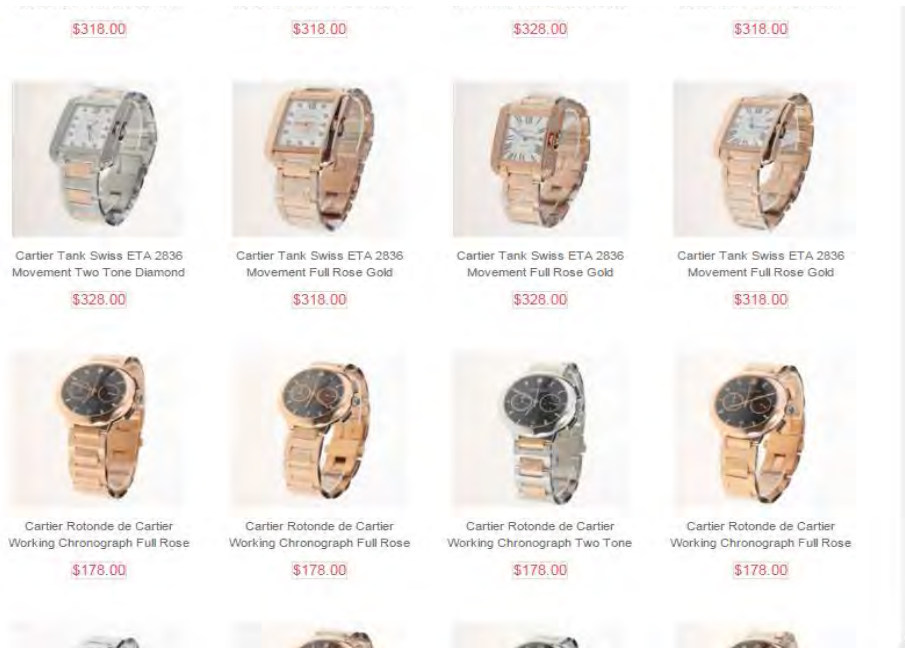 $318.00 $318.00 $328.00 $318.00
Cartier Tank Swiss ETA 2836
Movement Two Tone Diamond
$328.00
Cartier Tank Swiss ETA 2836
Movement Full Rose Gold
$318.00
Cartier Tank Swiss ETA 2836
Movement Full Rose Gold
$328.00
Cartier Tank Swiss ETA 2836
Movement Full Rose Gold
$318.00
Cartier Rotonde de Cartier
Working Chronograph Full Rose
$178.00
Cartier Rotonde de Cartier
Working Chronograph Full Rose
$178.00
Cartier Rotonde de Cartier
Working Chronograph Two Tone
$178.00
Cartier Rotonde de Cartier
Working Chronograph Full Rose
$178.00